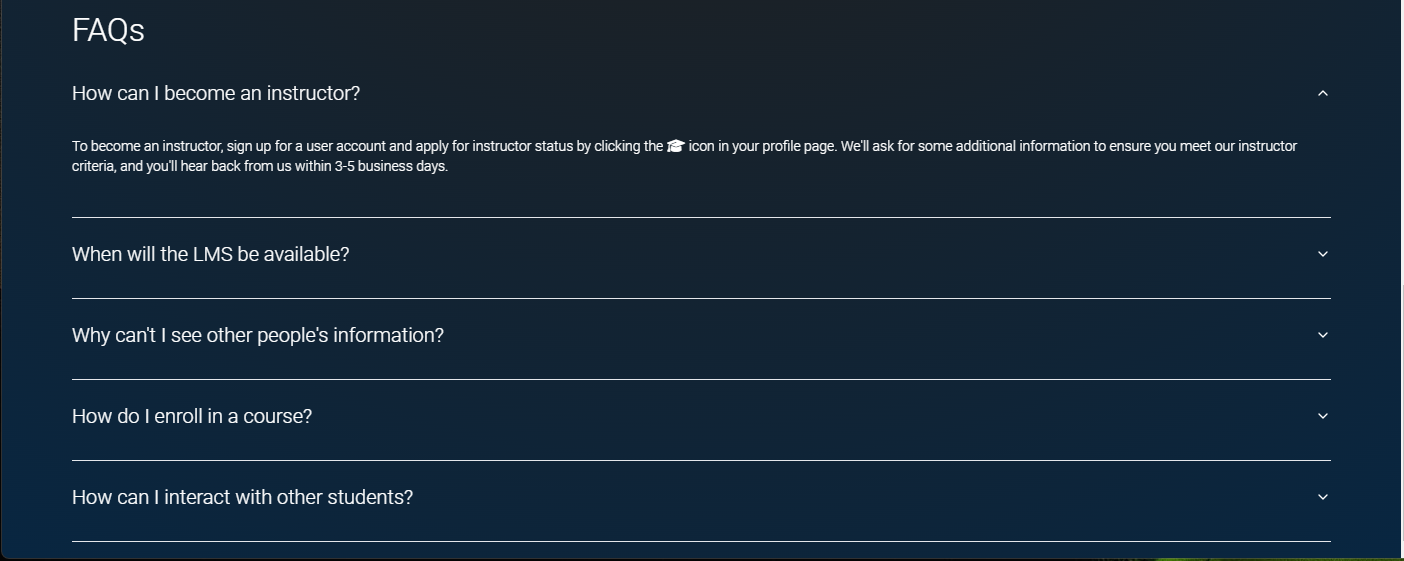 FAQs
How can I become an instructor?
To become an instructor, sign up for a user account and apply for instructor status by clicking the icon in your profile page. We'll ask for some additional information to ensure you meet our instructor
criteria, and you'll hear back from us within 3-5 business days.
When will the LMS be available?
Why can't I see other people's information?
How do I enroll in a course?
How can I interact with other students?